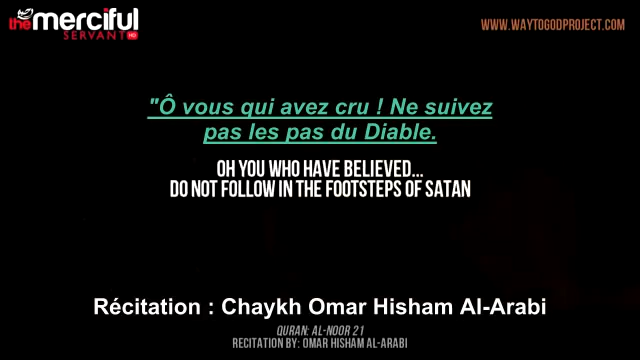 the merciful
SERVANT HD
WWW.WAYTOGODPROJECT.COM
"Ô vous qui avez cru ! Ne suivez
pas les pas du Diable.
OH YOU WHO HAVE BELIEVED...
DO NOT FOLLOW IN THE FOOTSTEPS OF SATAN
Récitation : Chaykh Omar Hisham Al-Arabi
QURAN: AL-NOOR 21
RECITATION BY: OMAR HISHAM AL-ARABI